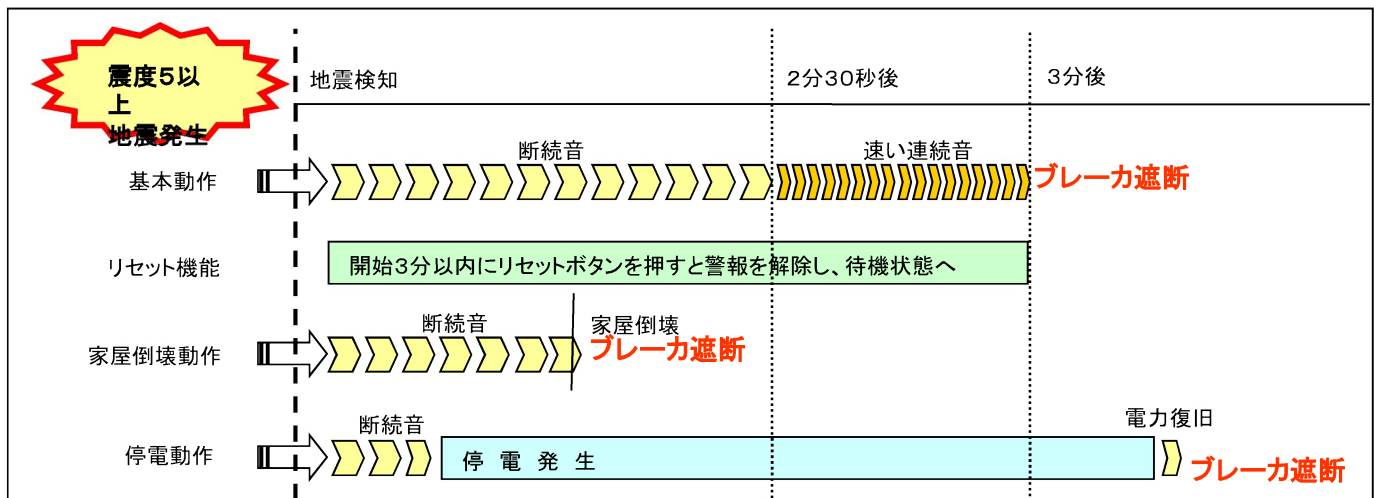 震度５以
上
地震発生
地震検知
２分３０秒後
３分後
断続音
速い連続音
基本動作
ブレーカ遮断
リセット機能
開始３分以内にリセットボタンを押すと警報を解除し、待機状態へ
断続音
家屋倒壊
家屋倒壊動作
ブレーカ遮断
断続音
電力復旧
停電動作
停 電 発 生
ブレーカ遮断